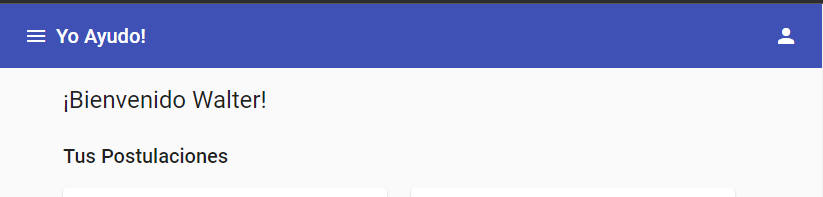 Yo Ayudo!
¡Bienvenido Walter!
Tus Postulaciones